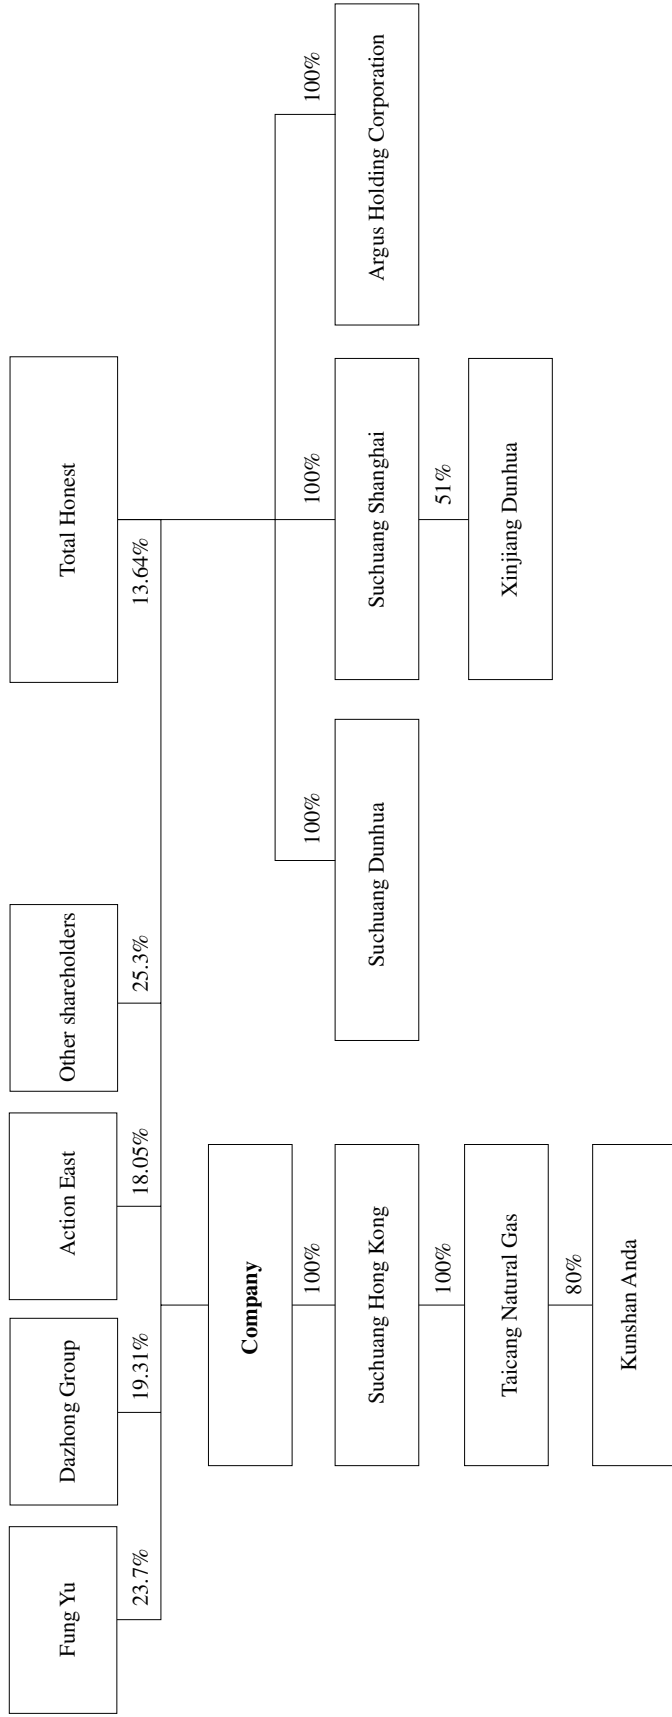 Fung Yu
Dazhong Group
Action East
Other shareholders
Total Honest
23.7%
19.31%
18.05%
25.3%
13.64%
Company
100%
100%
100%
100%
Suchuang Hong Kong
Suchuang Dunhua
Suchuang Shanghai
Argus Holding Corporation
100%
51%
Taicang Natural Gas
Xinjiang Dunhua
80%
Kunshan Anda